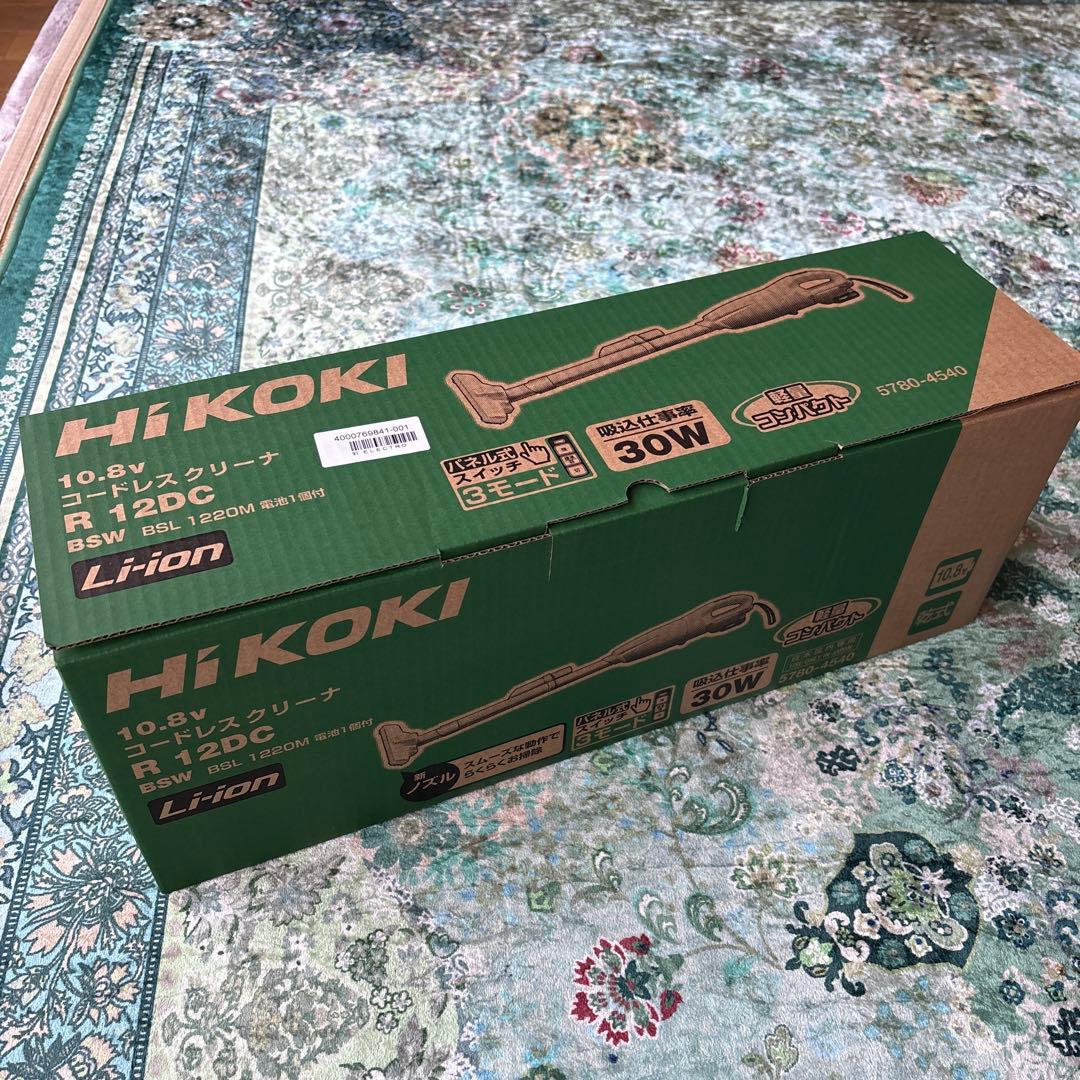 HiKOKI
10.8v
コードレスクリーナ
R 12DC
BSW BSL 1220M 電池1個付
Li-ion
4000769841-001
パネル式
スイッチ
3モード
吸込仕事率
30W
軽量
コンパクト
5780-4540
HiKOKI
10.8v
コードレスクリーナ
R 12DC
BSW BSL 1220M 電池1個付
Li-ion
新
ノズル
スムーズな動作で
らくらくお掃除
パネル式
スイッチ
3モード
吸込仕事率
30W
軽量
コンパクト
5780-4540
10.8v